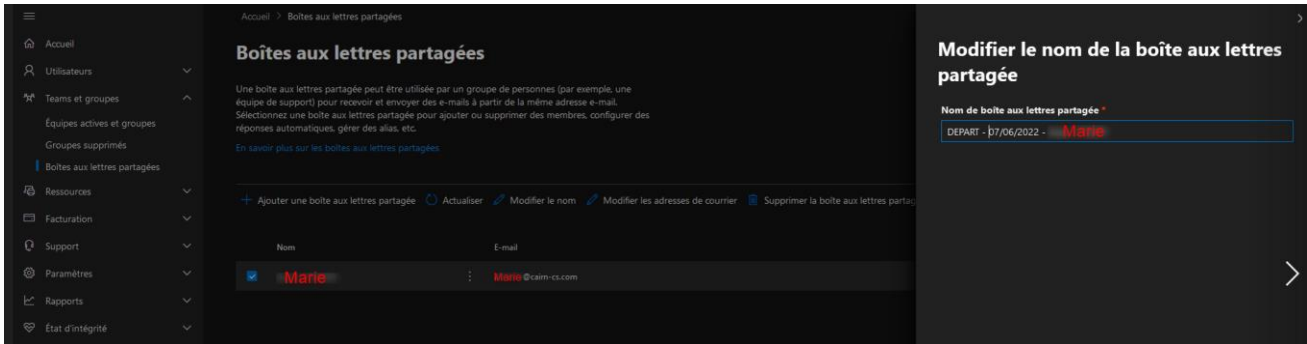 Accueil > Boîtes aux lettres partagées
Accueil
Utilisateurs
Teams et groupes
Équipes actives et groupes
Groupes supprimés
Boîtes aux lettres partagées
Ressources
Facturation
Support
Paramètres
Rapports
État d'intégrité
Boîtes aux lettres partagées
Une boîte aux lettres partagée peut être utilisée par un groupe de personnes (par exemple, une
équipe de support) pour recevoir et envoyer des e-mails à partir de la même adresse e-mail.
Sélectionnez une boîte aux lettres partagée pour ajouter ou supprimer des membres, configurer des
réponses automatiques, gérer des alias, etc.
En savoir plus sur les boîtes aux lettres partagées
Ajouter une boîte aux lettres partagée Actualiser Modifier le nom Modifier les adresses de courrier Supprimer la boîte aux lettres partag
Nom E-mail
Marie Marie@caim-cs.com
Modifier le nom de la boîte aux lettres
partagée
Nom de boîte aux lettres partagée *
DEPART - 07/06/2022 - Marie